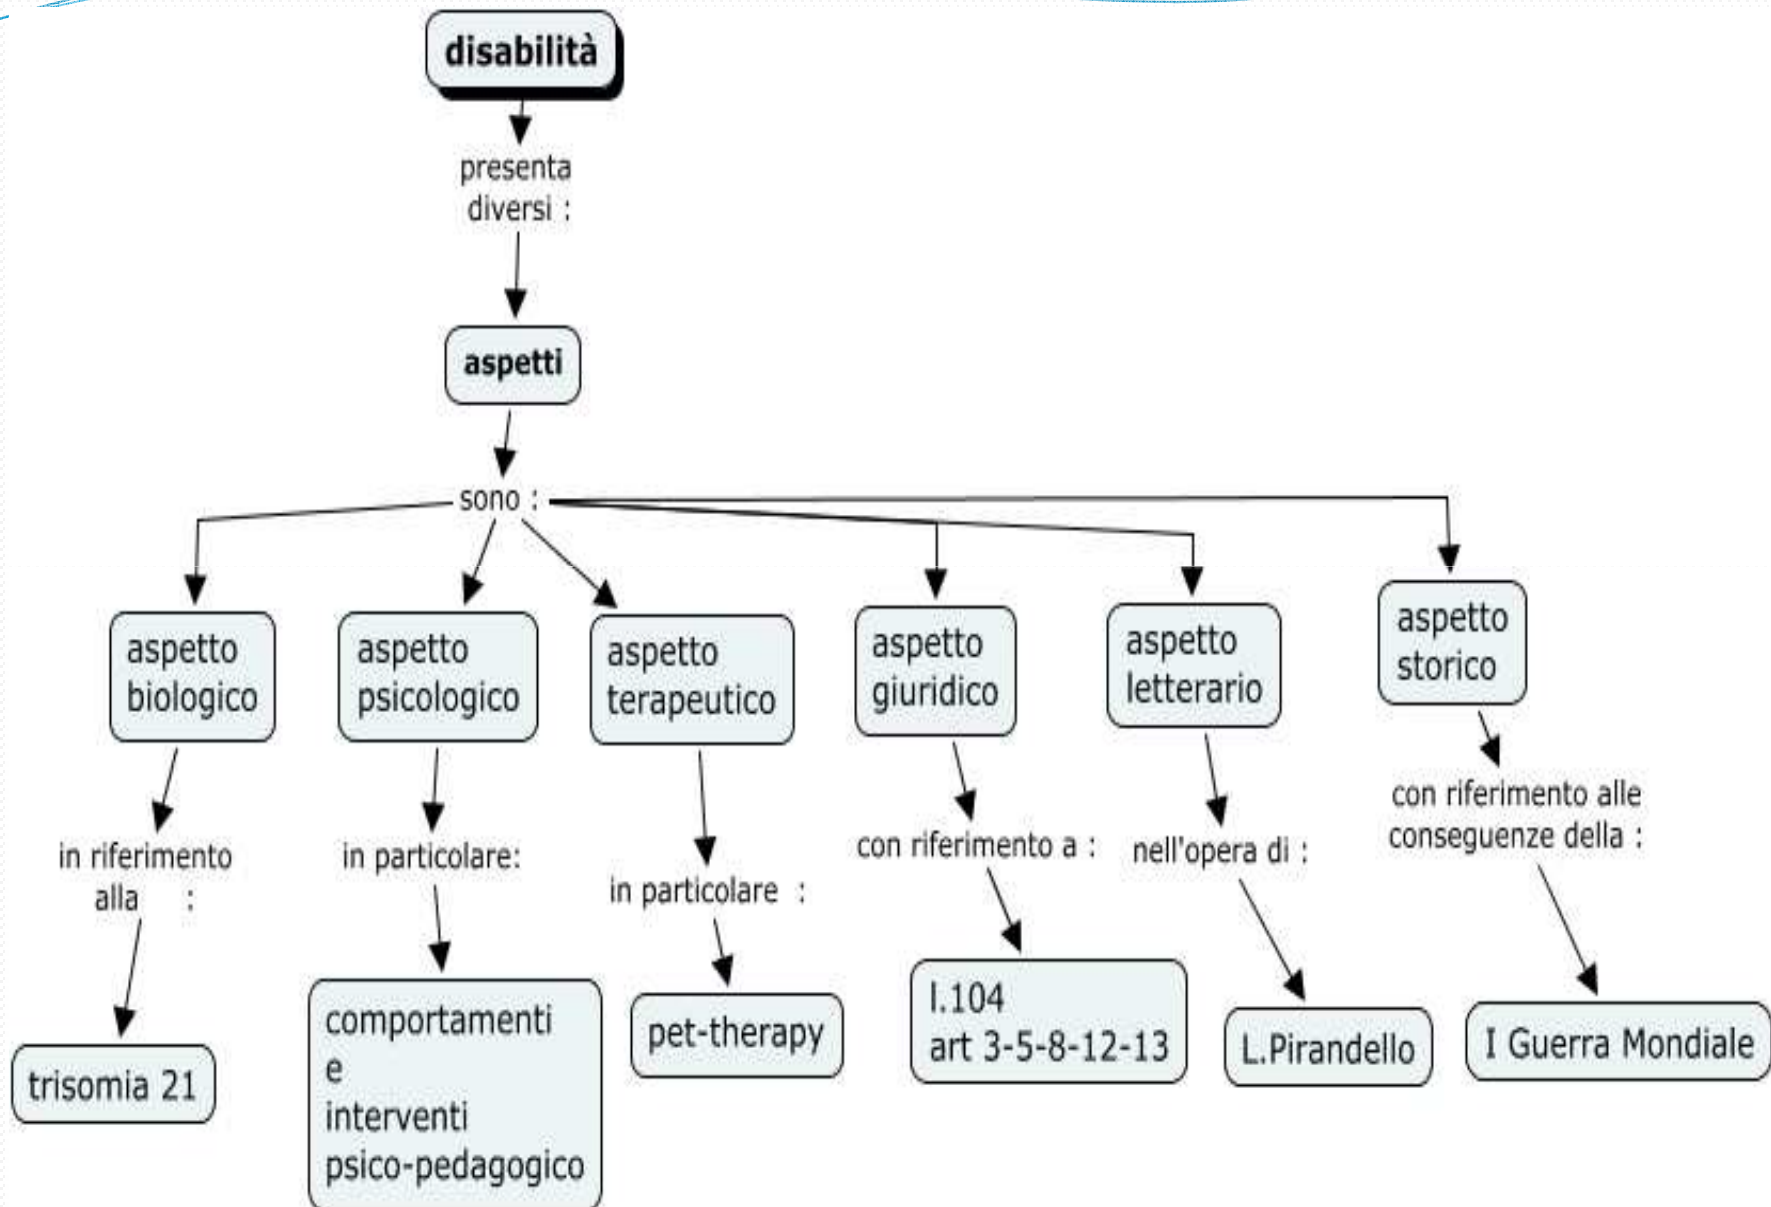 disabilità
presenta
diversi :
aspetti
sono :
aspetto
biologico
aspetto
psicologico
aspetto
terapeutico
aspetto
giuridico
aspetto
letterario
aspetto
storico
in riferimento
alla :
in particolare:
in particolare :
con riferimento a :
nell'opera di :
con riferimento alle
conseguenze della :
trisomia 21
comportamenti
e
interventi
psico-pedagogico
pet-therapy
l.104
art 3-5-8-12-13
L.Pirandello
I Guerra Mondiale